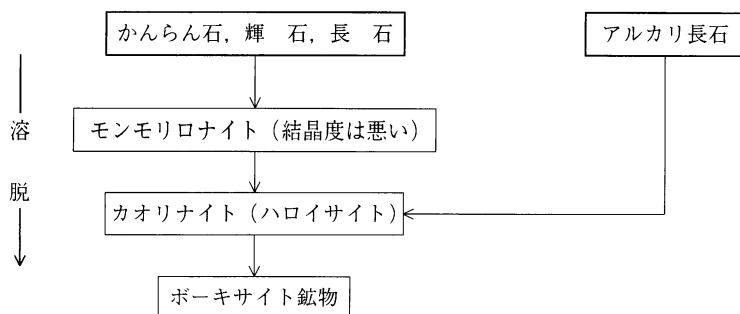 かんらん石, 輝 石, 長 石
アルカリ長石
溶脱
モンモリロナイト（結晶度は悪い）
カオリナイト（ハロイサイト）
ボーキサイト鉱物